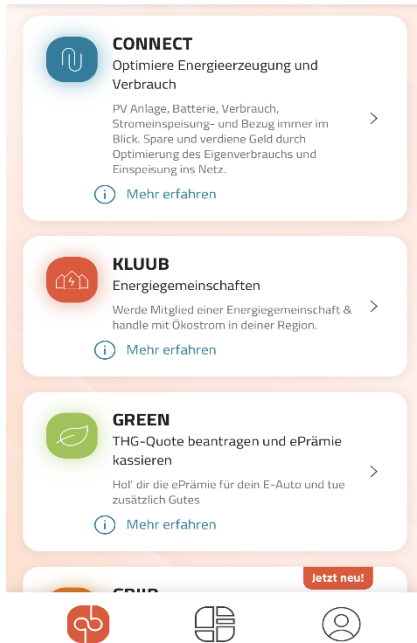 CONNECT
Optimiere Energieerzeugung und
Verbrauch
PV Anlage, Batterie, Verbrauch,
Stromeinspeisung- und Bezug immer im
Blick. Spare und verdiene Geld durch
Optimierung des Eigenverbrauchs und
Einspeisung ins Netz.
Mehr erfahren
KLUUB
Energiegemeinschaften
Werde Mitglied einer Energiegemeinschaft &
handle mit Ökostrom in deiner Region.
Mehr erfahren
GREEN
THG-Quote beantragen und ePrämie
kassieren
Hol' dir die ePrämie für dein E-Auto und tue
zusätzlich Gutes
Mehr erfahren
Jetzt neu!